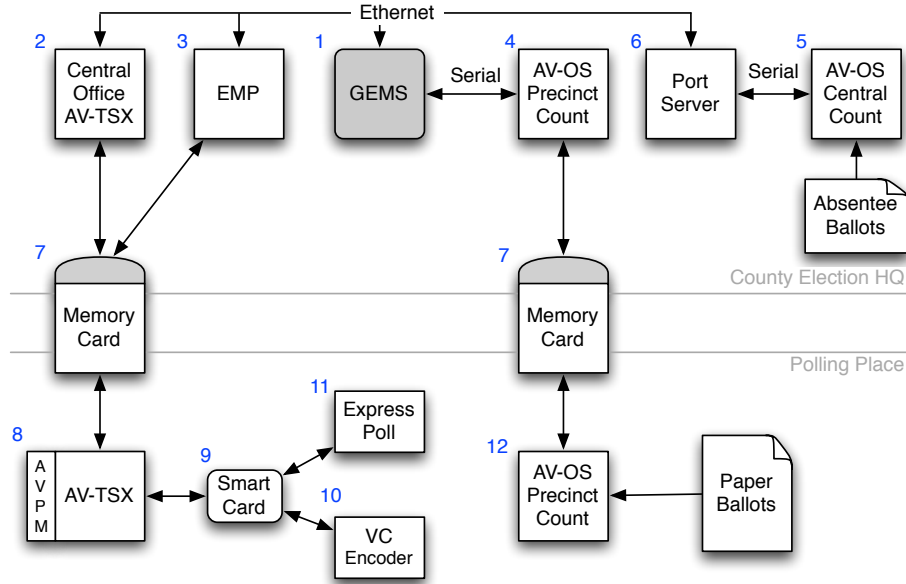 Ethernet
2
3
1
4
6
5
Central
Office
AV-TSX
EMP
GEMS
Serial
AV-OS
Precinct
Count
Port
Server
Serial
AV-OS
Central
Count
Absentee
Ballots
7
7
County Election HQ
Memory
Card
Memory
Card
Polling Place
8
A
V
P
M
AV-TSX
9
Smart
Card
11
Express
Poll
10
VC
Encoder
12
AV-OS
Precinct
Count
Paper
Ballots